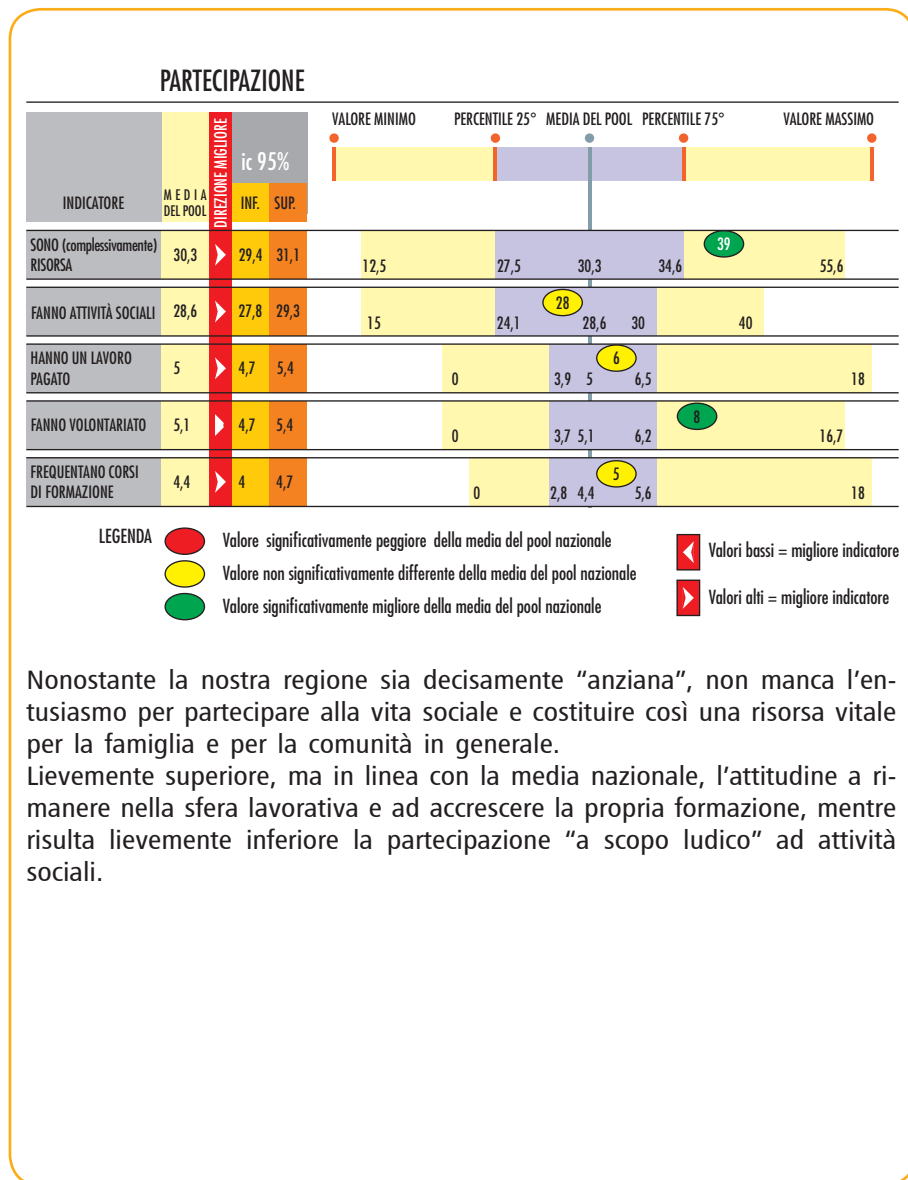 PARTECIPAZIONE
INDICATORE
MEDIA
DEL POOL
DIREZIONE MIGLIORE
ic 95%
INF. SUP.
VALORE MINIMO PERCENTILE 25° MEDIA DEL POOL PERCENTILE 75° VALORE MASSIMO
SONO (complessivamente)
RISORSA
30,3 29,4 31,1
39
12,5 27,5 30,3 34,6 55,6
FANNO ATTIVITÀ SOCIALI 28,6 27,8 29,3
28
15 24,1 28,6 30 40
HANNO UN LAVORO
PAGATO
5 4,7 5,4
6
0 3,9 5 6,5 18
FANNO VOLONTARIATO 5,1 4,7 5,4
8
0 3,7 5,1 6,2 16,7
FREQUENTANO CORSI
DI FORMAZIONE
4,4 4 4,7
5
0 2,8 4,4 5,6 18
LEGENDA
Valore significativamente peggiore della media del pool nazionale
Valore non significativamente differente della media del pool nazionale
Valore significativamente migliore della media del pool nazionale
Valori bassi = migliore indicatore
Valori alti = migliore indicatore
Nonostante la nostra regione sia decisamente “anziana”, non manca l’en-
tusiasmo per partecipare alla vita sociale e costituire così una risorsa vitale
per la famiglia e per la comunità in generale.
Lievemente superiore, ma in linea con la media nazionale, l’attitudine a ri-
manere nella sfera lavorativa e ad accrescere la propria formazione, mentre
risulta lievemente inferiore la partecipazione “a scopo ludico” ad attività
sociali.